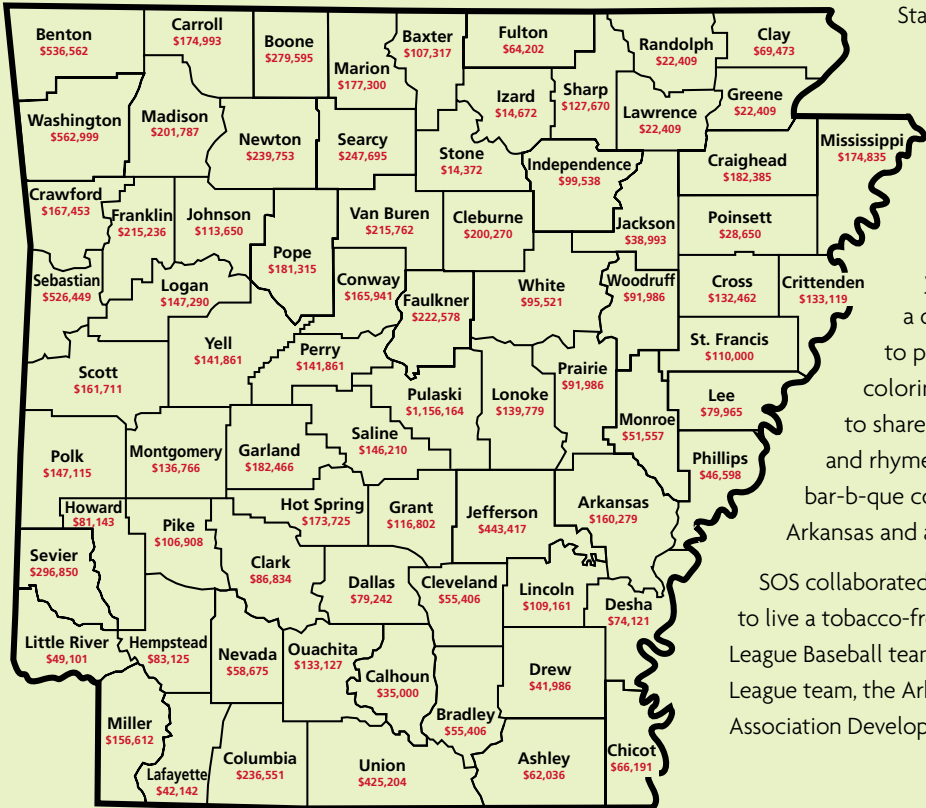 Benton
$536,562
Carroll
$174,993
Boone
$279,595
Marion
$177,300
Baxter
$107,317
Fulton
$64,202
Randolph
$22,409
Clay
$69,473
Washington
$562,999
Madison
$201,787
Newton
$239,753
Searcy
$247,695
Stone
$14,372
Izard
$14,672
Sharp
$127,670
Lawrence
$22,409
Greene
$22,409
Independence
$99,538
Craighead
$182,385
Mississippi
$174,835
Crawford
$167,453
Franklin
$215,236
Johnson
$113,650
Pope
$181,315
Van Buren
$215,762
Cleburne
$200,270
Jackson
$38,993
Poinsett
$28,650
Sebastian
$526,449
Logan
$147,290
Conway
$165,941
Faulkner
$222,578
White
$95,521
Woodruff
$91,986
Cross
$132,462
Crittenden
$133,119
Scott
$161,711
Yell
$141,861
Perry
$141,861
Pulaski
$1,156,164
Lonoke
$139,779
Prairie
$91,986
Monroe
$51,557
St. Francis
$110,000
Lee
$79,965
Phillips
$46,598
Polk
$147,115
Montgomery
$136,766
Garland
$182,466
Saline
$146,210
Hot Spring
$173,725
Grant
$116,802
Jefferson
$443,417
Arkansas
$160,279
Howard
$81,143
Pike
$106,908
Clark
$86,834
Dallas
$79,242
Cleveland
$55,406
Lincoln
$109,161
Desha
$74,121
Sevier
$296,850
Little River
$49,101
Hempstead
$83,125
Nevada
$58,675
Ouachita
$133,127
Calhoun
$35,000
Bradley
$55,406
Drew
$41,986
Miller
$156,612
Lafayette
$42,142
Columbia
$236,551
Union
$425,204
Ashley
$62,036
Chicot
$66,191
Sta
a c
to p
colorin
to share
and rhyme
bar-b-que co
Arkansas and a
SOS collaborated
to live a tobacco-fr
League Baseball tear
League team, the Ar
Association Develop